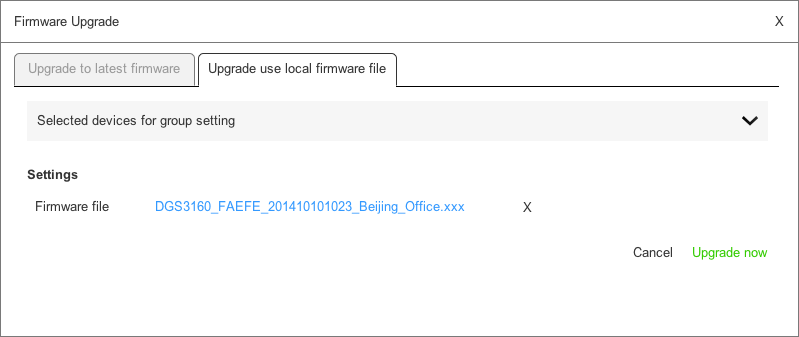 Firmware Upgrade X
Upgrade to latest firmware Upgrade use local firmware file
Selected devices for group setting
Settings
Firmware file DGS3160_FAEFE_201410101023_Beijing_Office.xxx X
Cancel Upgrade now